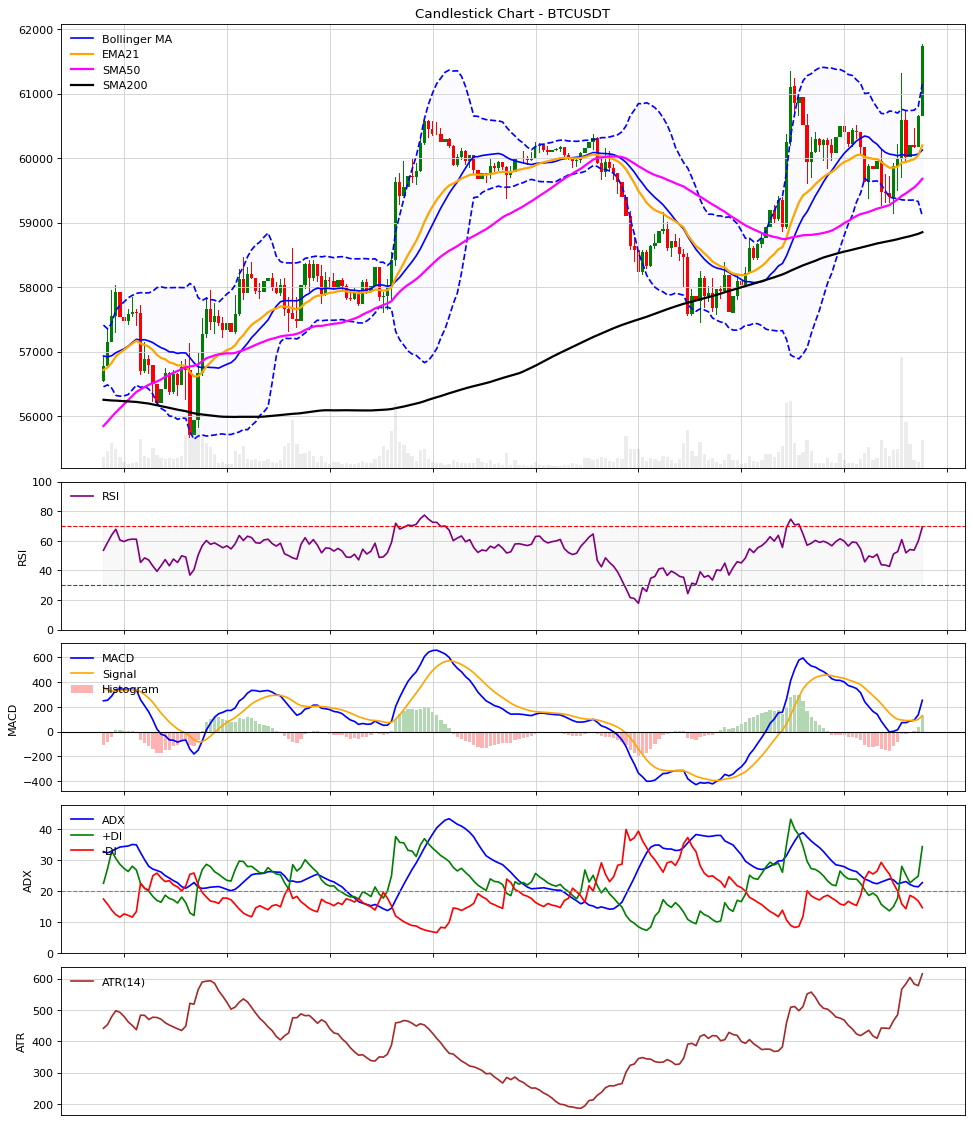 Candlestick Chart - BTCUSDT
62000
61000
60000
59000
58000
57000
56000
Bollinger MA
EMA21
SMA50
SMA200
100
80
60
40
20
0
RSI
RSI
600
400
200
0
−200
−400
MACD
MACD
Signal
Histogram
40
30
20
10
0
ADX
ADX
+DI
-DI
600
500
400
300
200
ATR
ATR(14)